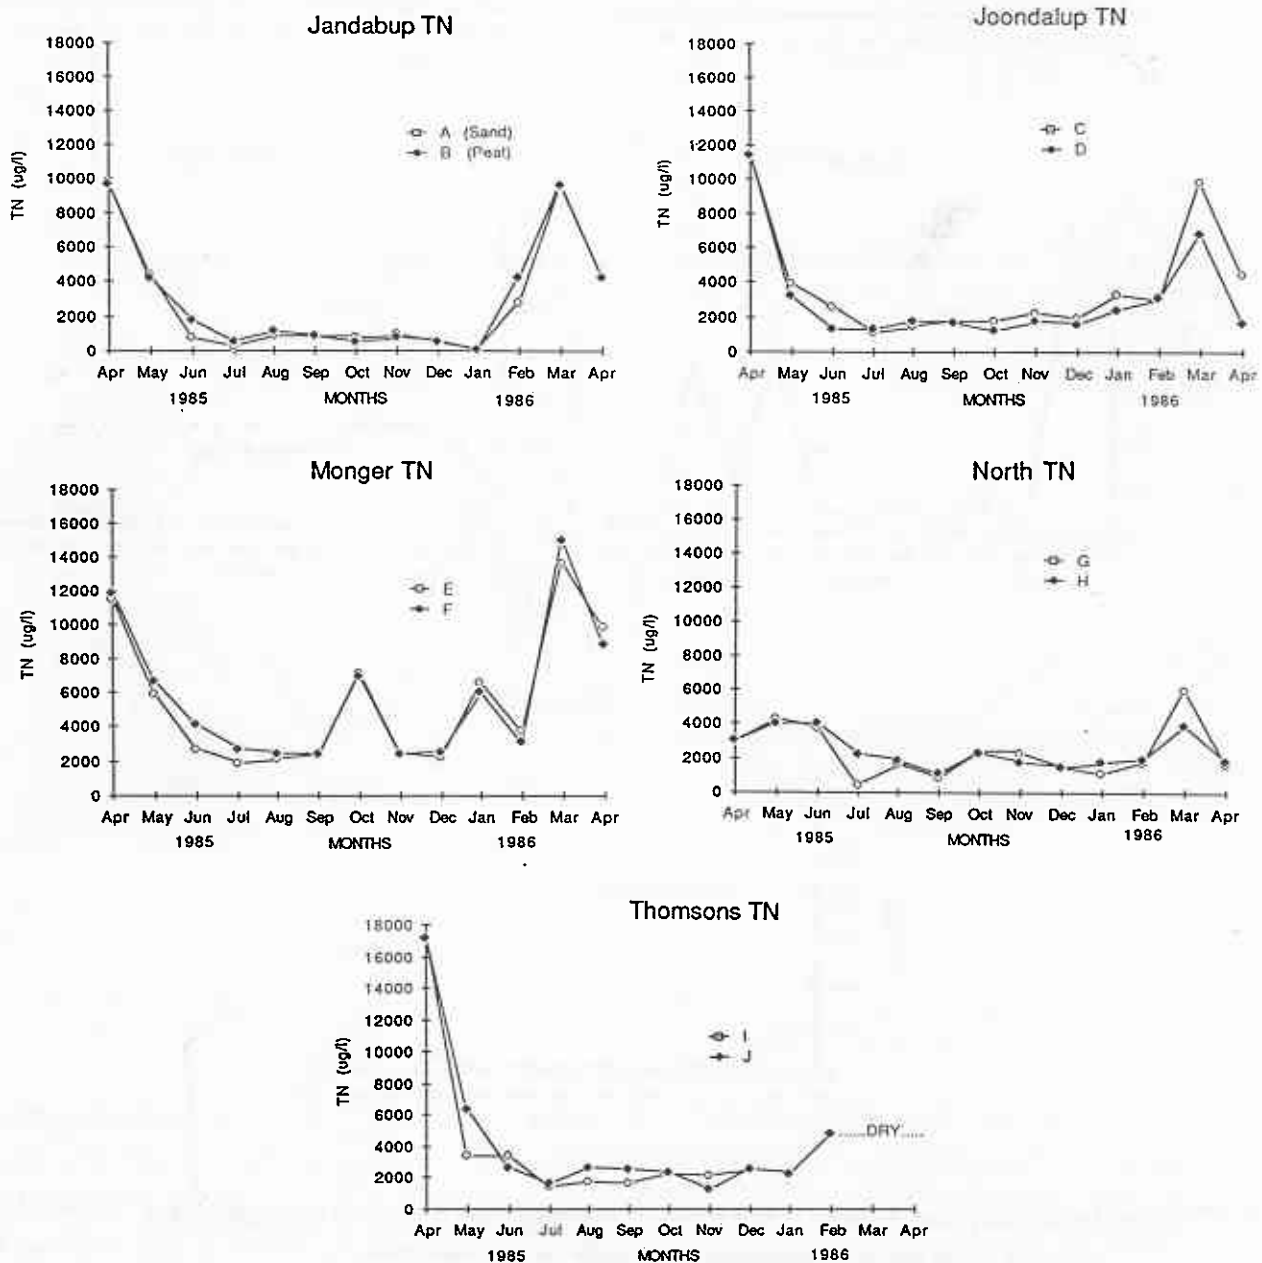 Jandabup TN
18000
16000
14000
12000
10000
8000
6000
4000
2000
0
TN (ug/l)
A (Sand)
B (Peat)
Apr May Jun Jul Aug Sep Oct Nov Dec Jan Feb Mar Apr
1985 MONTHS 1986
Joondalup TN
18000
16000
14000
12000
10000
8000
6000
4000
2000
0
TN (ug/l)
C
D
Apr May Jun Jul Aug Sep Oct Nov Dec Jan Feb Mar Apr
1985 MONTHS 1986
Monger TN
18000
16000
14000
12000
10000
8000
6000
4000
2000
0
TN (ug/l)
E
F
Apr May Jun Jul Aug Sep Oct Nov Dec Jan Feb Mar Apr
1985 MONTHS 1986
North TN
18000
16000
14000
12000
10000
8000
6000
4000
2000
0
TN (ug/l)
G
H
Apr May Jun Jul Aug Sep Oct Nov Dec Jan Feb Mar Apr
1985 MONTHS 1986
Thomsons TN
18000
16000
14000
12000
10000
8000
6000
4000
2000
0
TN (ug/l)
I
J
.....DRY.....
Apr May Jun Jul Aug Sep Oct Nov Dec Jan Feb Mar Apr
1985 MONTHS 1986